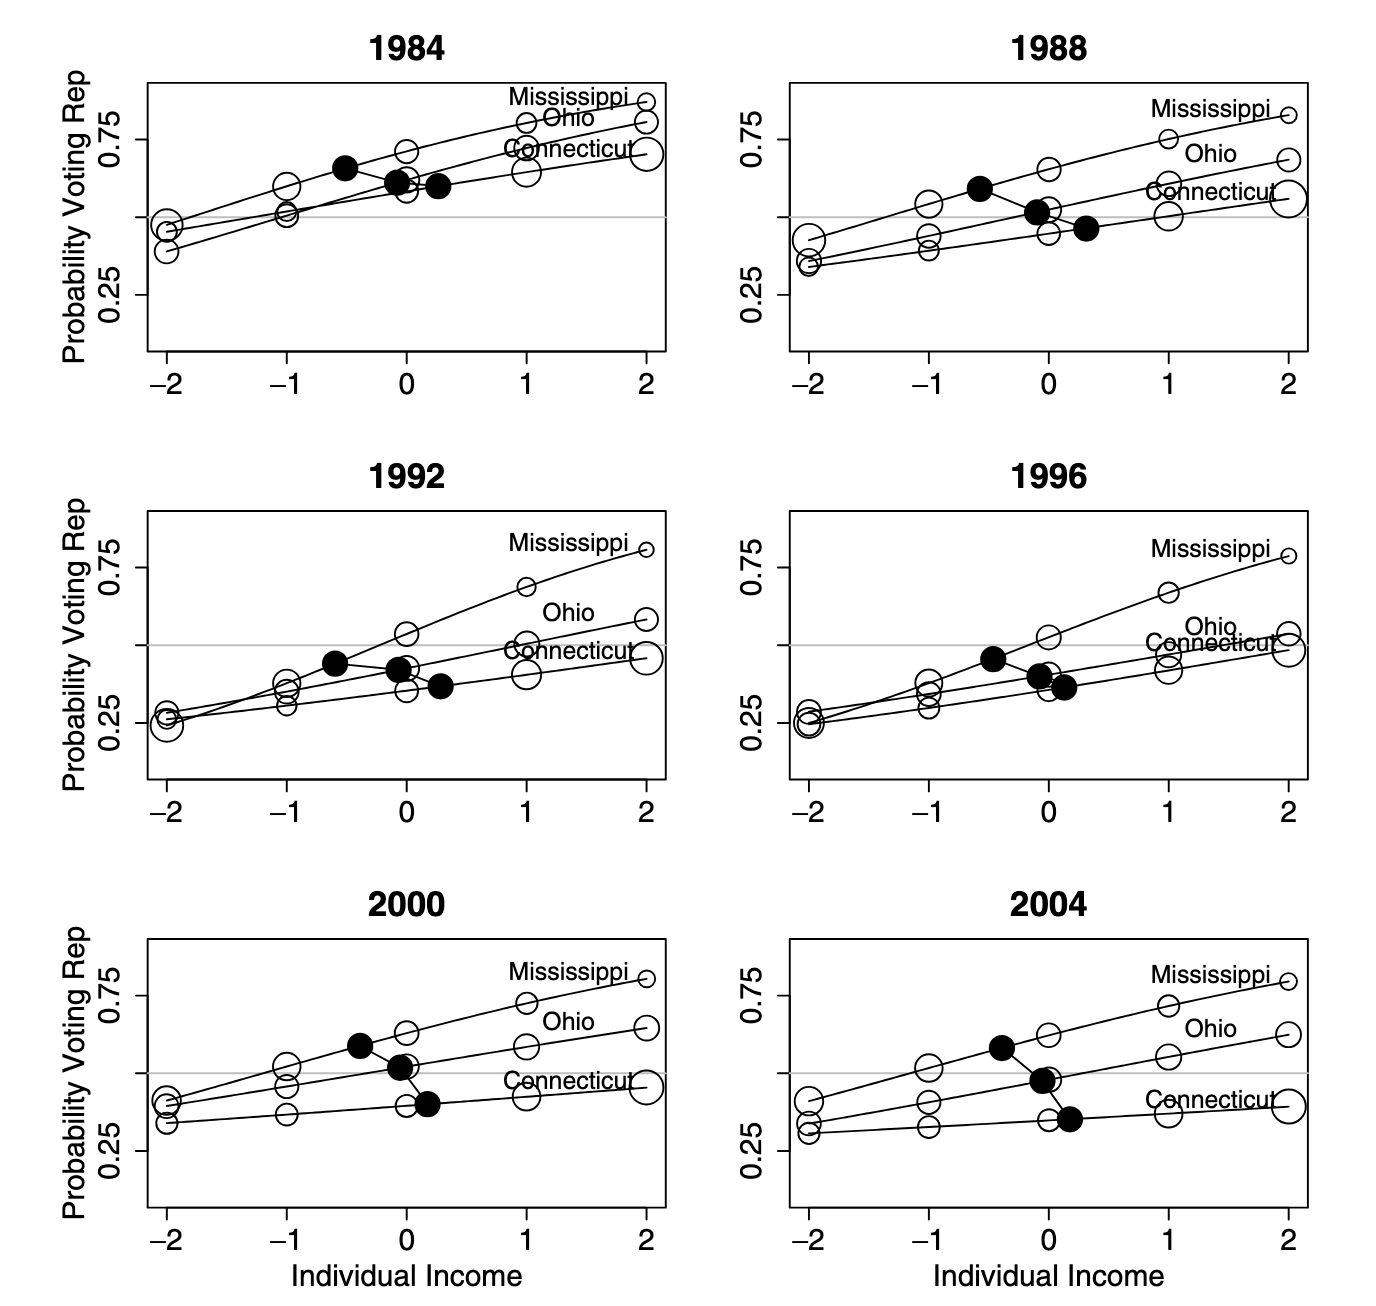 1984
Probability Voting Rep
0.75
0.25
Mississippi
Ohio
Connecticut
−2 −1 0 1 2
1988
0.75
0.25
Mississippi
Ohio
Connecticut
−2 −1 0 1 2
1992
Probability Voting Rep
0.75
0.25
Mississippi
Ohio
Connecticut
−2 −1 0 1 2
1996
0.75
0.25
Mississippi
Ohio
Connecticut
−2 −1 0 1 2
2000
Probability Voting Rep
0.75
0.25
Mississippi
Ohio
Connecticut
−2 −1 0 1 2
Individual Income
2004
0.75
0.25
Mississippi
Ohio
Connecticut
−2 −1 0 1 2
Individual Income